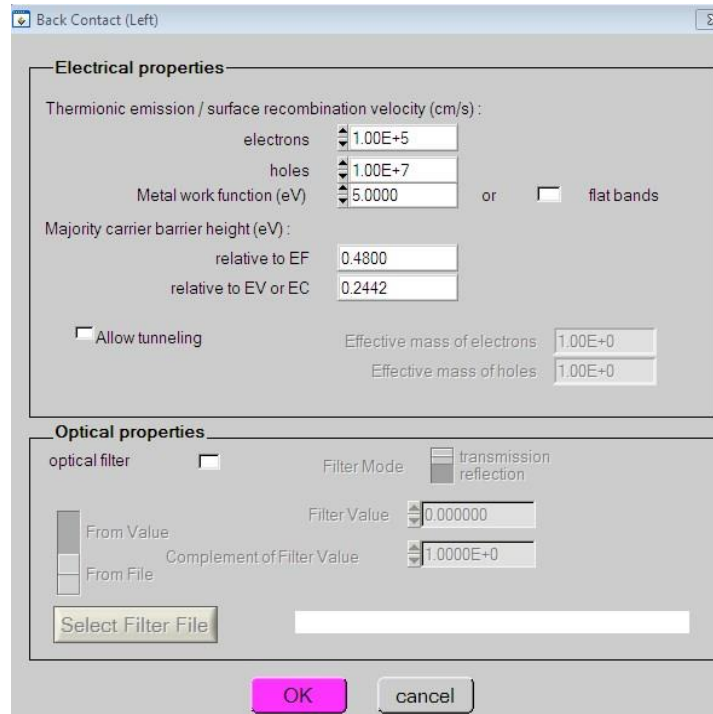 Back Contact (Left)
Electrical properties
Thermionic emission / surface recombination velocity (cm/s) :
electrons 1.00E+5
holes 1.00E+7
Metal work function (eV) 5.0000 or flat bands
Majority carrier barrier height (eV) :
relative to EF 0.4800
relative to EV or EC 0.2442
Allow tunneling
Effective mass of electrons 1.00E+0
Effective mass of holes 1.00E+0
Optical properties
optical filter
Filter Mode transmission
reflection
Filter Value 0.000000
From Value
Complement of Filter Value 1.0000E+0
From File
Select Filter File
OK cancel